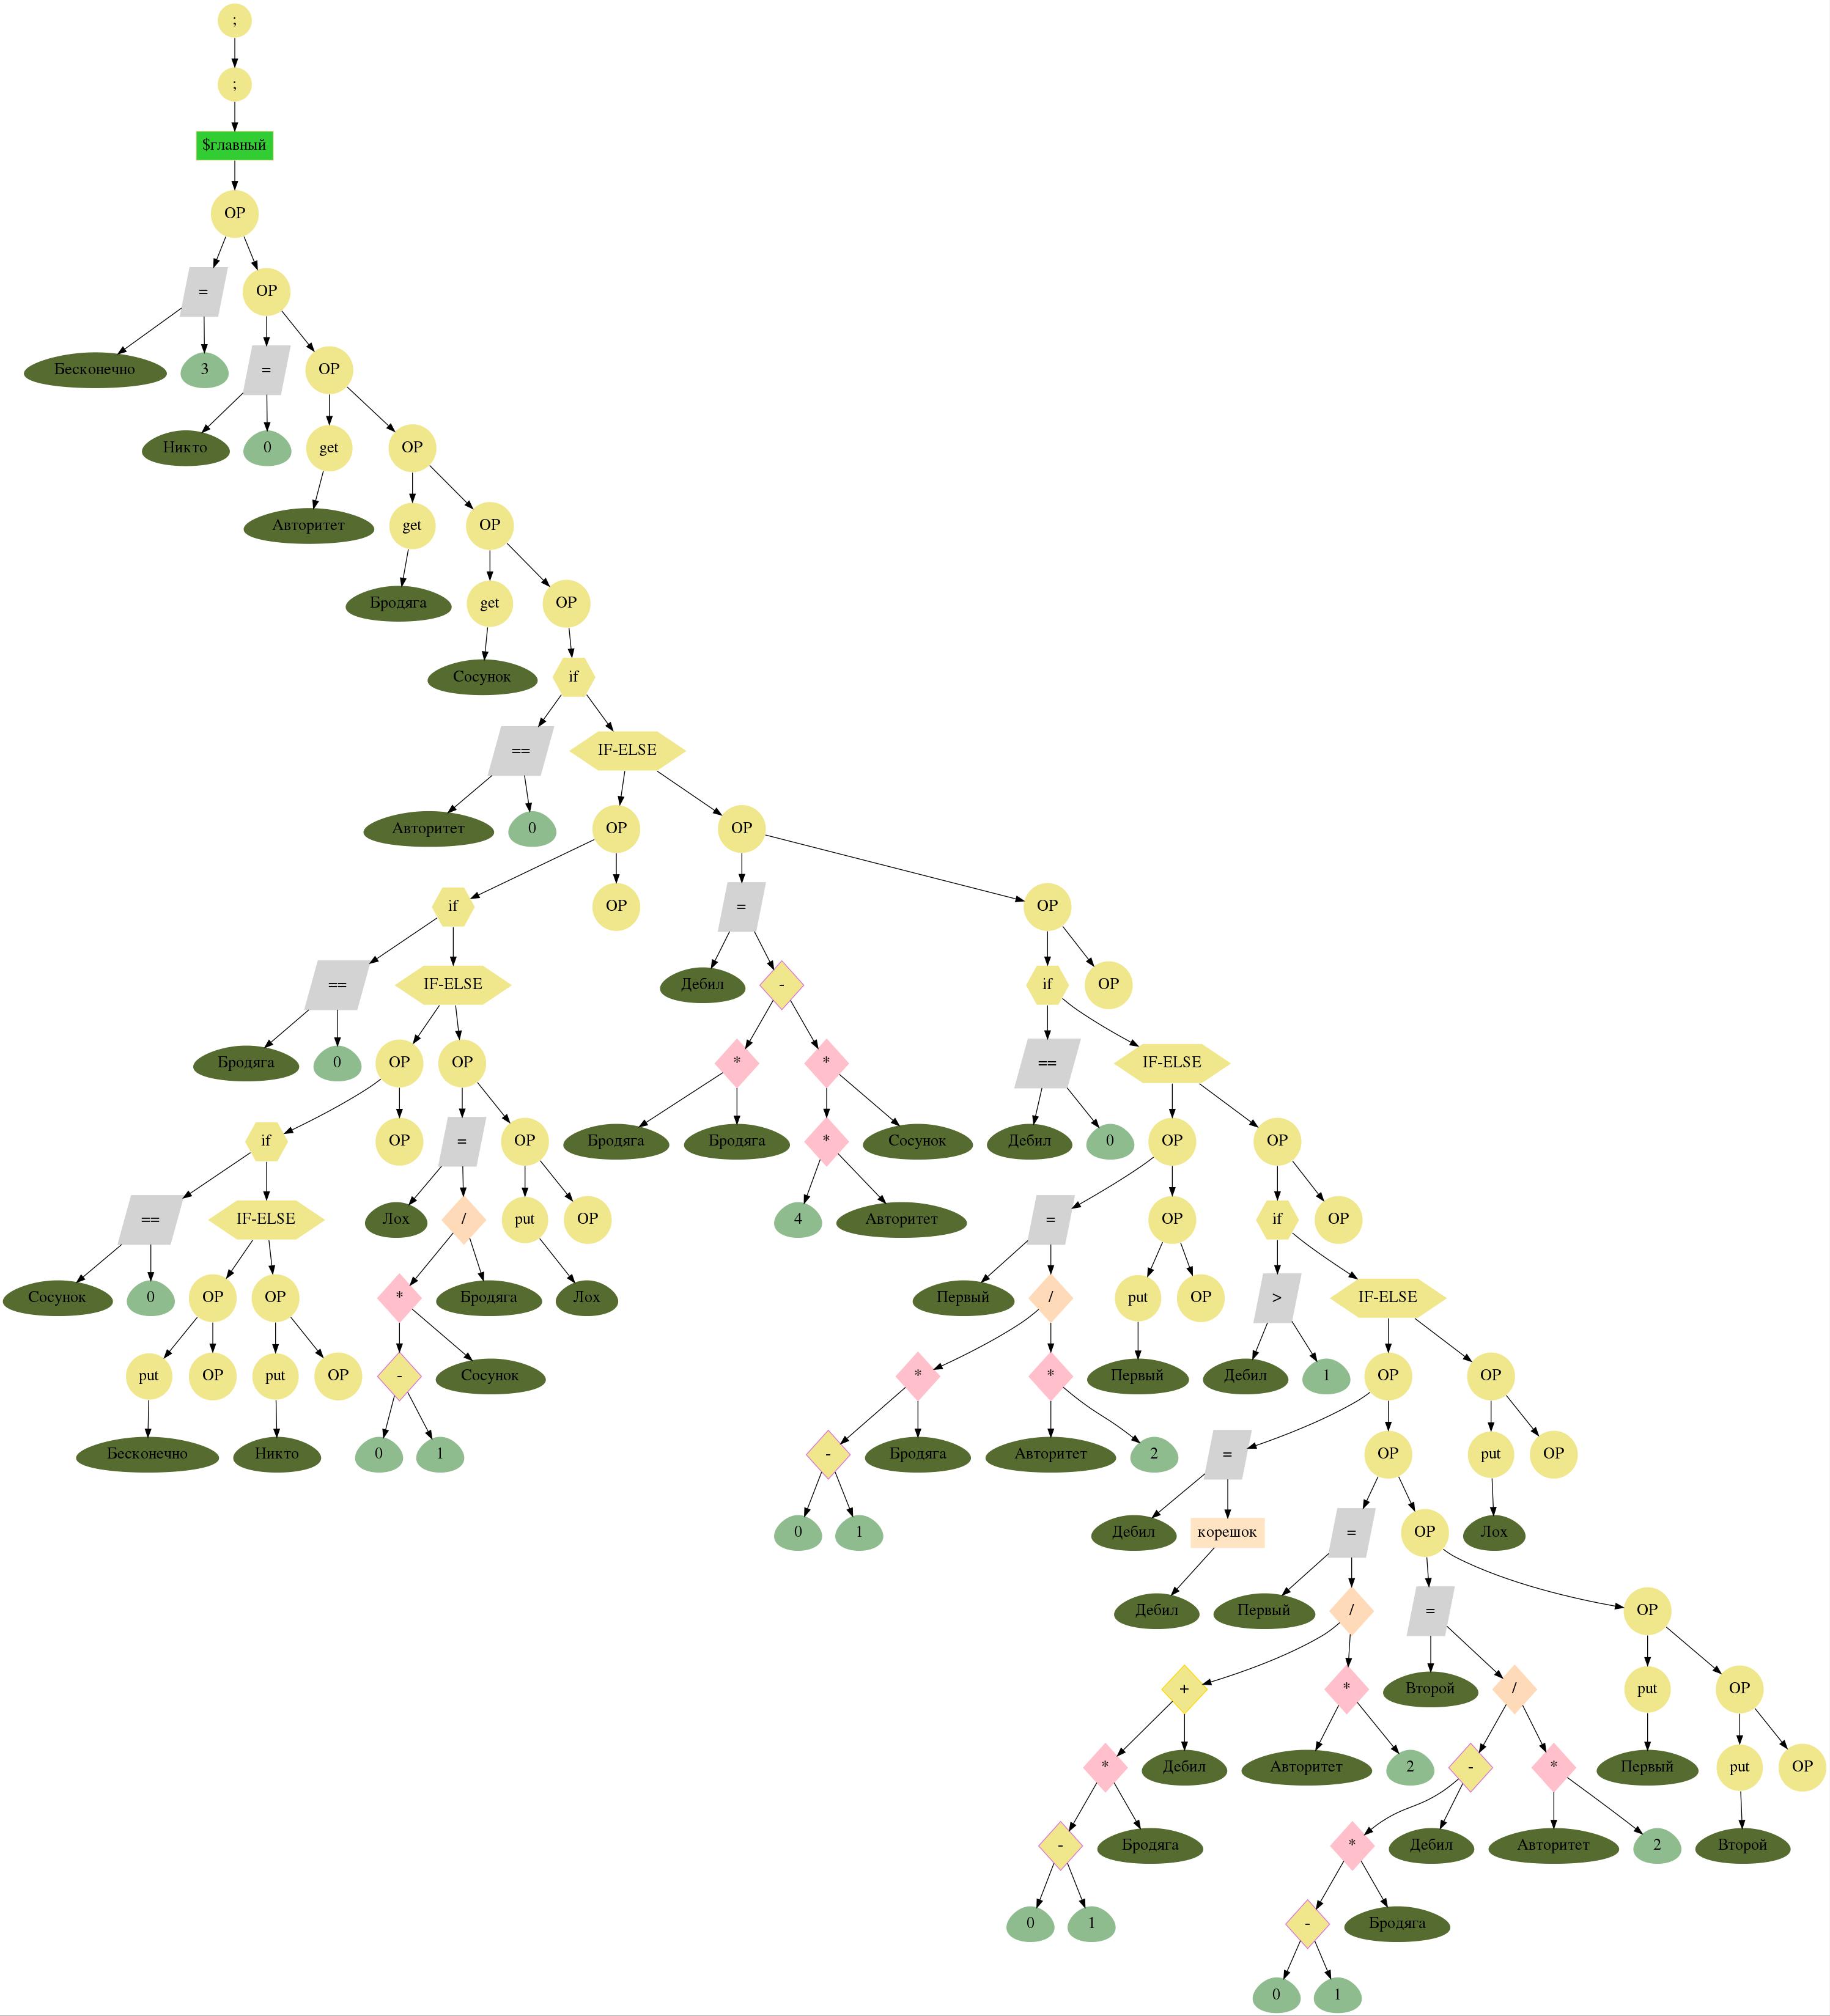 ;
;
$главный
OP
= OP
Бесконечно 3 = OP
Никто 0 get OP
Авторитет get OP
Бродяга get OP
Сосунок if
== IF-ELSE
Авторитет 0 OP OP
if OP = OP
== IF-ELSE Дебил - if OP
Бродяга 0 OP OP * * == IF-ELSE
if OP = OP Бродяга Бродяга * Сосунок Дебил 0 OP OP
== IF-ELSE Лох / put OP 4 Авторитет = OP if OP
Сосунок 0 OP OP * Бродяга Лох Первый / put OP > IF-ELSE
put OP put OP - Сосунок * * Первый Дебил 1 OP OP
Бесконечно Никто 0 1 - Бродяга Авторитет 2 = OP put OP
0 1 Дебил корешок = OP Лох
Дебил Первый / = OP
+ * Второй / put OP
* Дебил Авторитет 2 - * Первый put OP
- Бродяга * Дебил Авторитет 2 Второй
0 1 - Бродяга
0 1